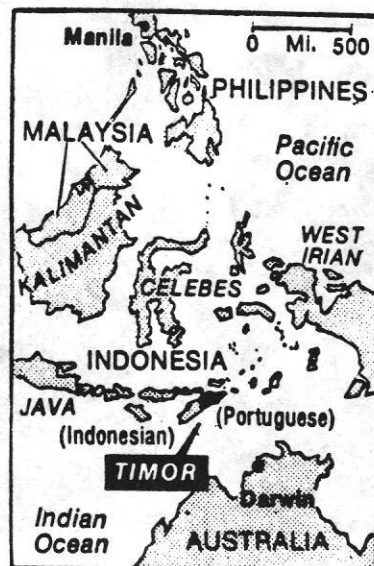 Manila
0 Mi. 500
PHILIPPINES
MALAYSIA
Pacific
Ocean
KALIMANTAN
WEST
IRIAN
CELEBES
INDONESIA
JAVA
(Portuguese)
(Indonesian)
TIMOR
Darwin
Indian
Ocean
AUSTRALIA